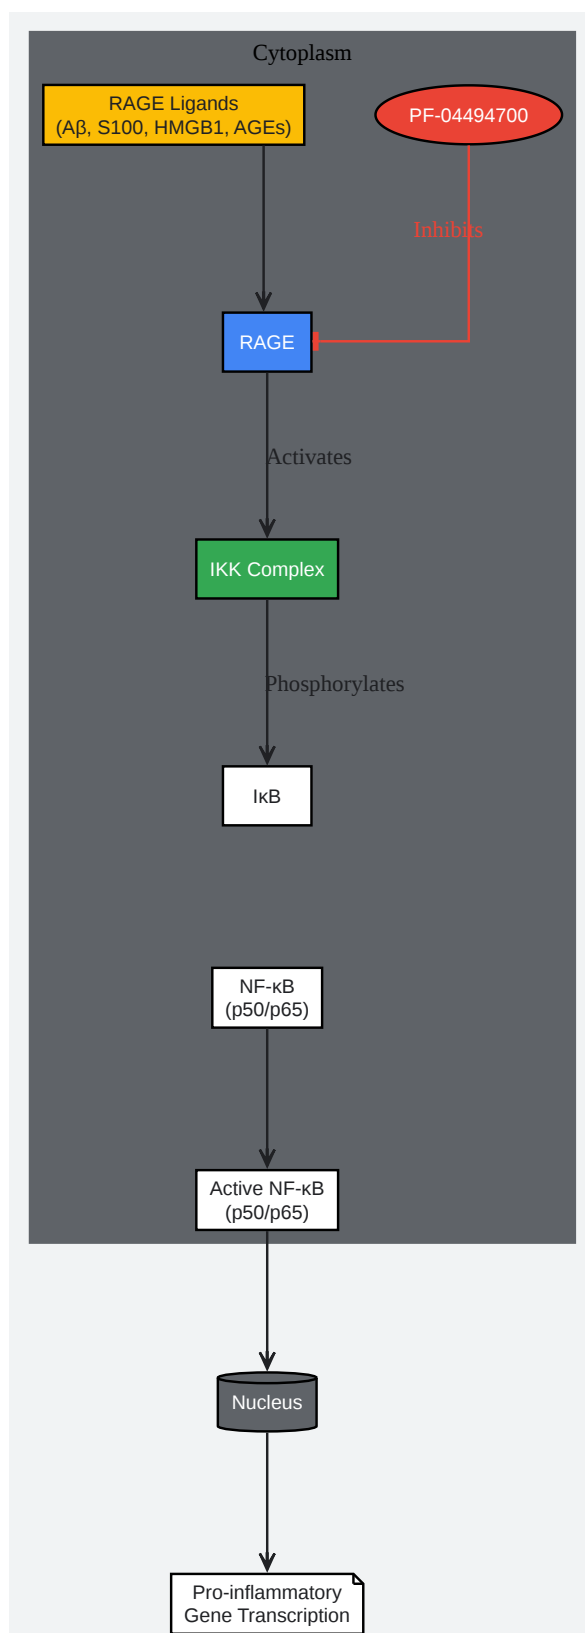 Cytoplasm
RAGE Ligands
(Aβ, S100, HMGB1, AGEs)
PF-04494700
Inhibits
RAGE
Activates
IKK Complex
Phosphorylates
IκB
NF-κB
(p50/p65)
Active NF-κB
(p50/p65)
Nucleus
Pro-inflammatory
Gene Transcription